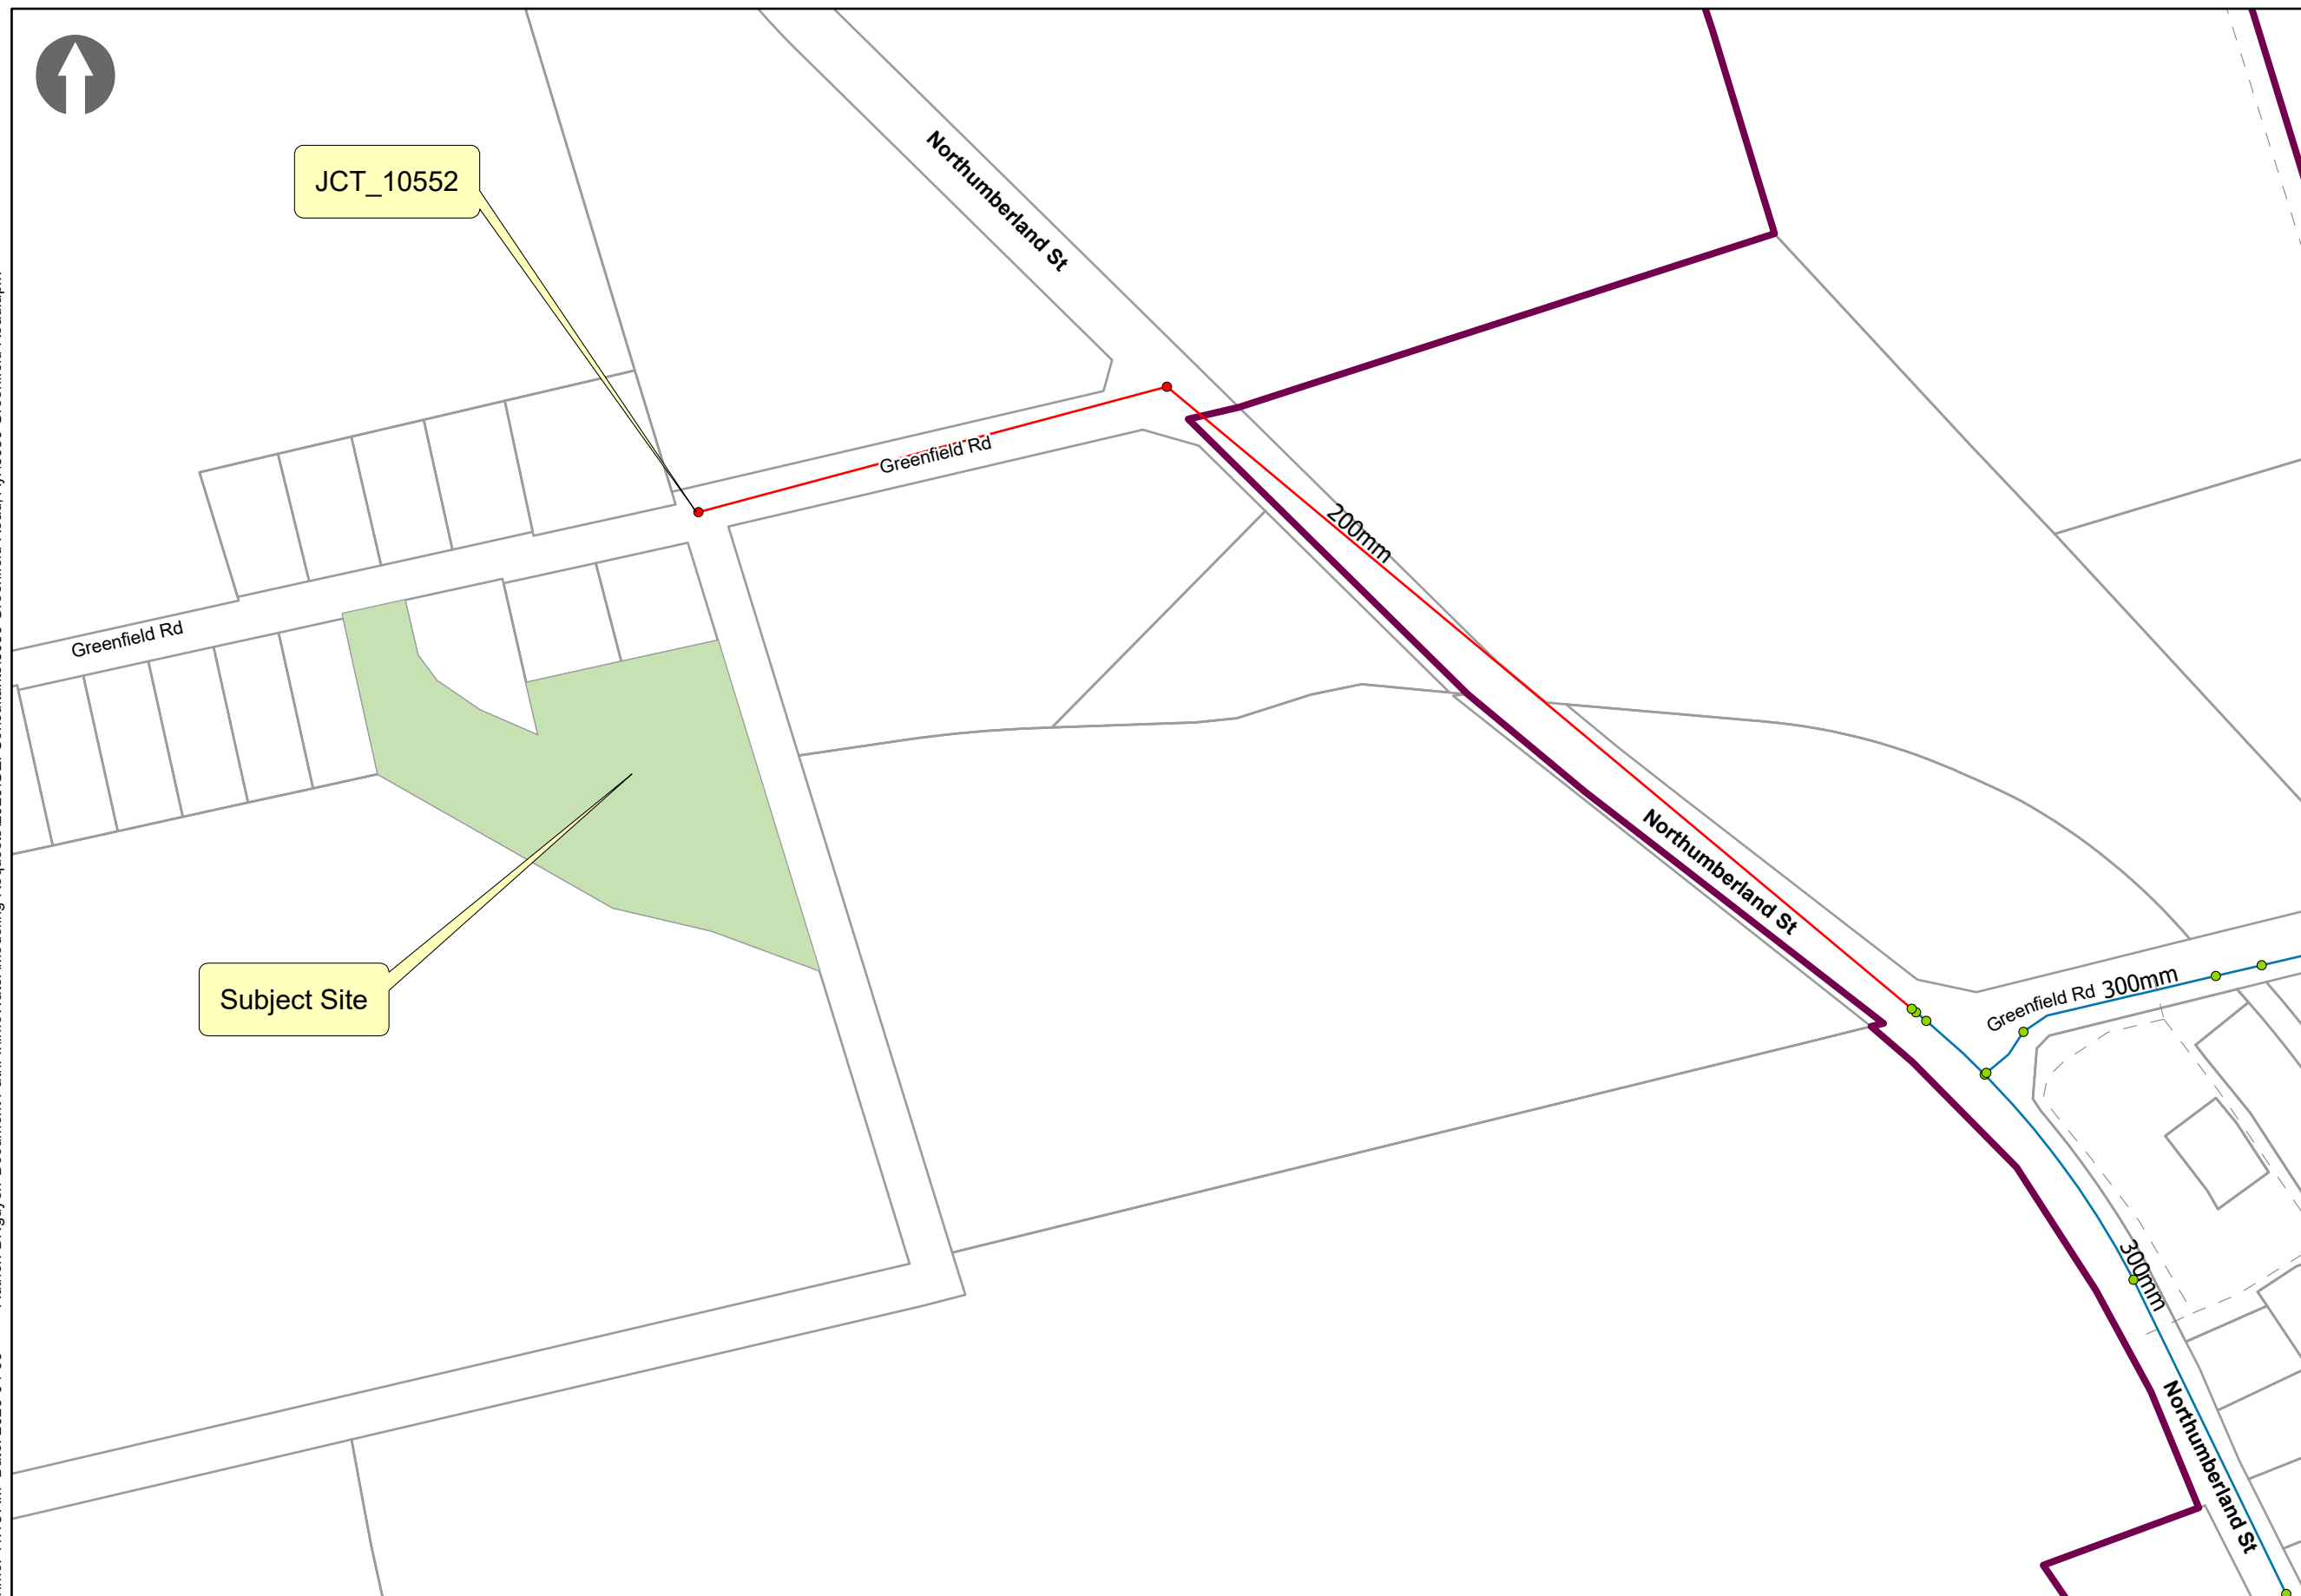 Northumberland St
JCT_10552
Greenfield Rd
200mm
Greenfield Rd
Northumberland St
Subject Site
Greenfield Rd
300mm
300mm
Northumberland St